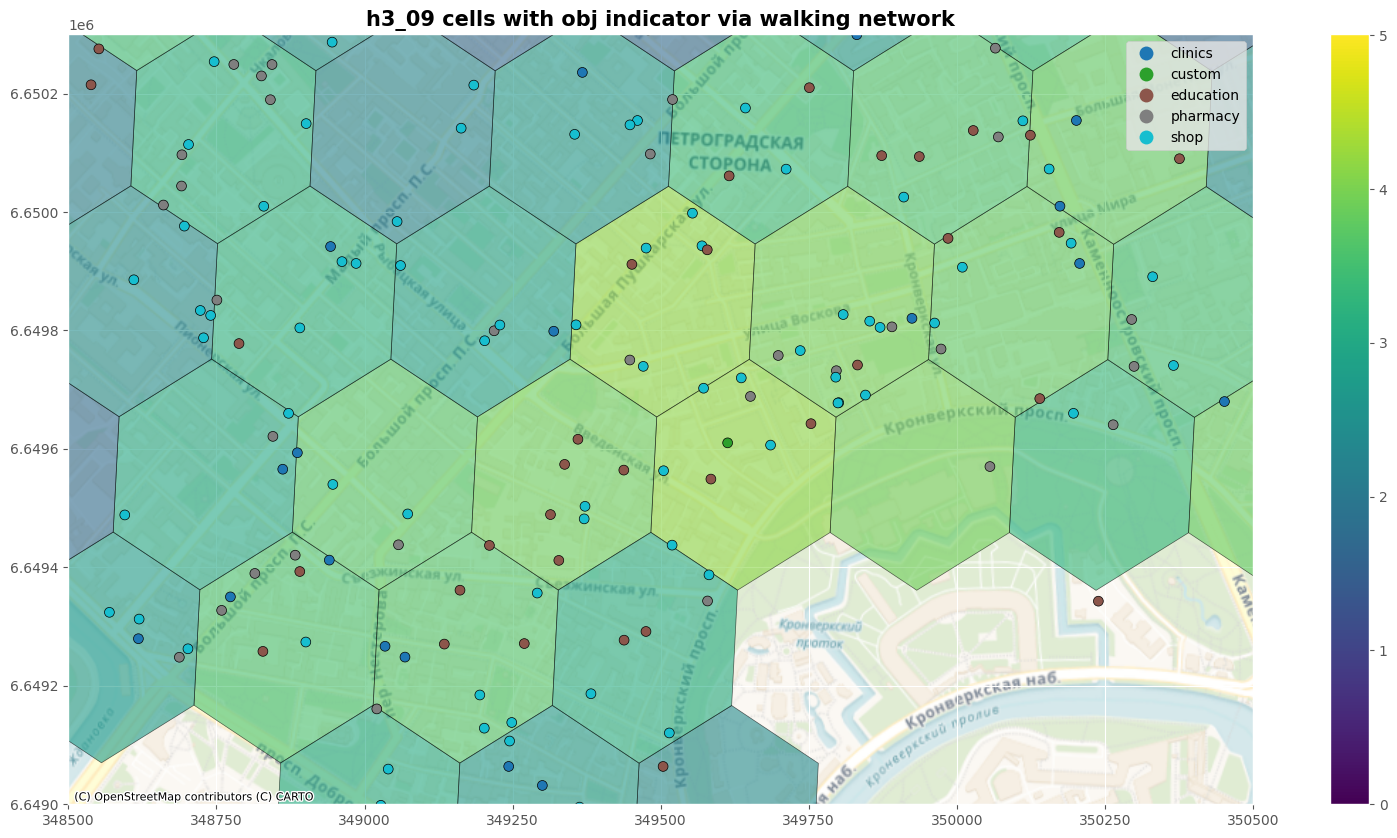 h3_09 cells with obj indicator via walking network
1e6
6.6502
6.6500
6.6498
6.6496
6.6494
6.6492
6.6490
348500
348750
349000
349250
349500
349750
350000
350250
350500
clinics
custom
education
pharmacy
shop
5
4
3
2
1
0
ПЕТРОГРАДСКАЯ
СТОРОНА
Малый просп. П.С.
Рыбацкая улица
Большая Пушкарская ул.
улица Мира
улица Воскова
Каменноостровский просп.
Пионерская ул.
Большой просп. П.С.
Введенская ул.
Кронверкский просп.
Большой просп. П.С.
Съезжинская ул.
Съезжинская ул.
Кронверкский просп.
Кронверкский
проток
Кронверкская наб.
Кронверкский пролив
просп. Добро
(C) OpenStreetMap contributors (C) CARTO